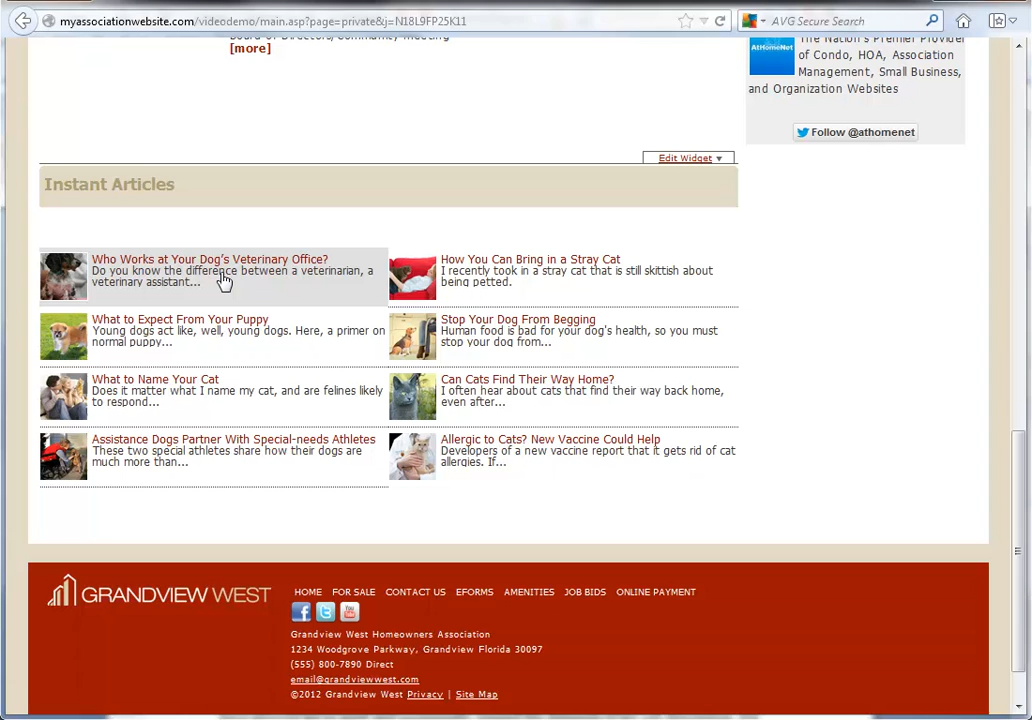 myassociationwebsite.com/videodemo/main.asp?page=private&j=N18L9FP25K11
AVG Secure Search
Board of Directors/Community Meeting
[more]
AtHomeNet
The Nation's Premier Provider
of Condo, HOA, Association
Management, Small Business,
and Organization Websites
Follow @athomenet
Edit Widget
Instant Articles
Who Works at Your Dog's Veterinary Office?
Do you know the difference between a veterinarian, a
veterinary assistant...
How You Can Bring in a Stray Cat
I recently took in a stray cat that is still skittish about
being petted.
What to Expect From Your Puppy
Young dogs act like, well, young dogs. Here, a primer on
normal puppy...
Stop Your Dog From Begging
Human food is bad for your dog's health, so you must
stop your dog from...
What to Name Your Cat
Does it matter what I name my cat, and are felines likely
to respond...
Can Cats Find Their Way Home?
I often hear about cats that find their way back home,
even after...
Assistance Dogs Partner With Special-needs Athletes
These two special athletes share how their dogs are
much more than...
Allergic to Cats? New Vaccine Could Help
Developers of a new vaccine report that it gets rid of cat
allergies. If...
GRANDVIEW WEST
HOME FOR SALE CONTACT US EFORMS AMENITIES JOB BIDS ONLINE PAYMENT
You Tube
Grandview West Homeowners Association
1234 Woodgrove Parkway, Grandview Florida 30097
(555) 800-7890 Direct
email@grandviewwest.com
©2012 Grandview West Privacy | Site Map